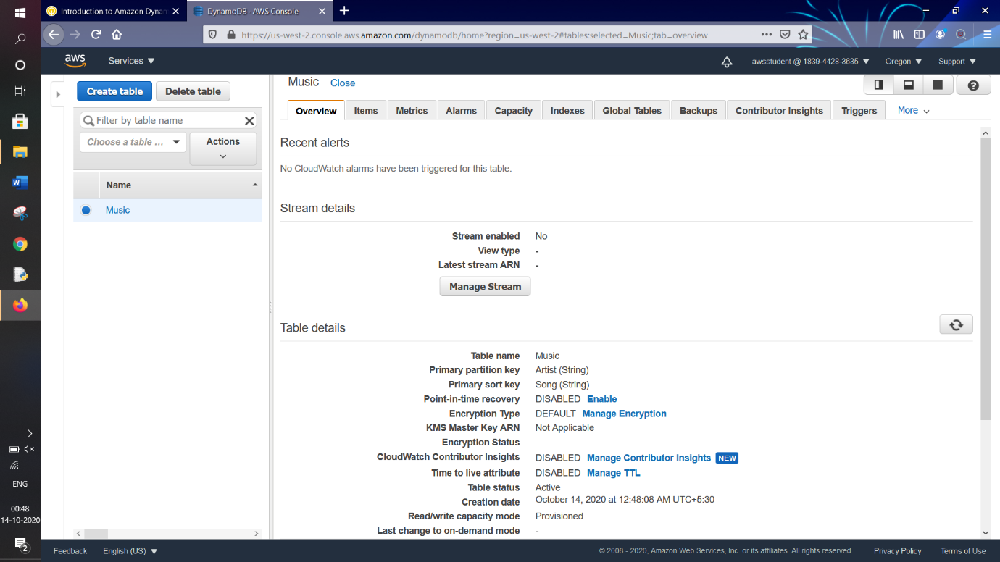 Introduction to Amazon Dynan
DynamoDB · AWS Console
https://us-west-2.console.aws.amazon.com/dynamodb/home?region=us-west-2#tables:selected=Music;tab=overview
aws
Services
awsstudent @ 1839-4428-3635
Oregon
Support
Create table
Delete table
Filter by table name
Choose a table ...
Actions
Name
Music
Music
Close
Overview
Items
Metrics
Alarms
Capacity
Indexes
Global Tables
Backups
Contributor Insights
Triggers
More
Recent alerts
No CloudWatch alarms have been triggered for this table.
Stream details
Stream enabled No
View type -
Latest stream ARN -
Manage Stream
Table details
Table name Music
Primary partition key Artist (String)
Primary sort key Song (String)
Point-in-time recovery DISABLED Enable
Encryption Type DEFAULT Manage Encryption
KMS Master Key ARN Not Applicable
Encryption Status
CloudWatch Contributor Insights DISABLED Manage Contributor Insights NEW
Time to live attribute DISABLED Manage TTL
Table status Active
Creation date October 14, 2020 at 12:48:08 AM UTC+5:30
Read/write capacity mode Provisioned
Last change to on-demand mode -
ENG
00:48
14-10-2020
2
Feedback
English (US)
© 2008 - 2020, Amazon Web Services, Inc. or its affiliates. All rights reserved.
Privacy Policy
Terms of Use